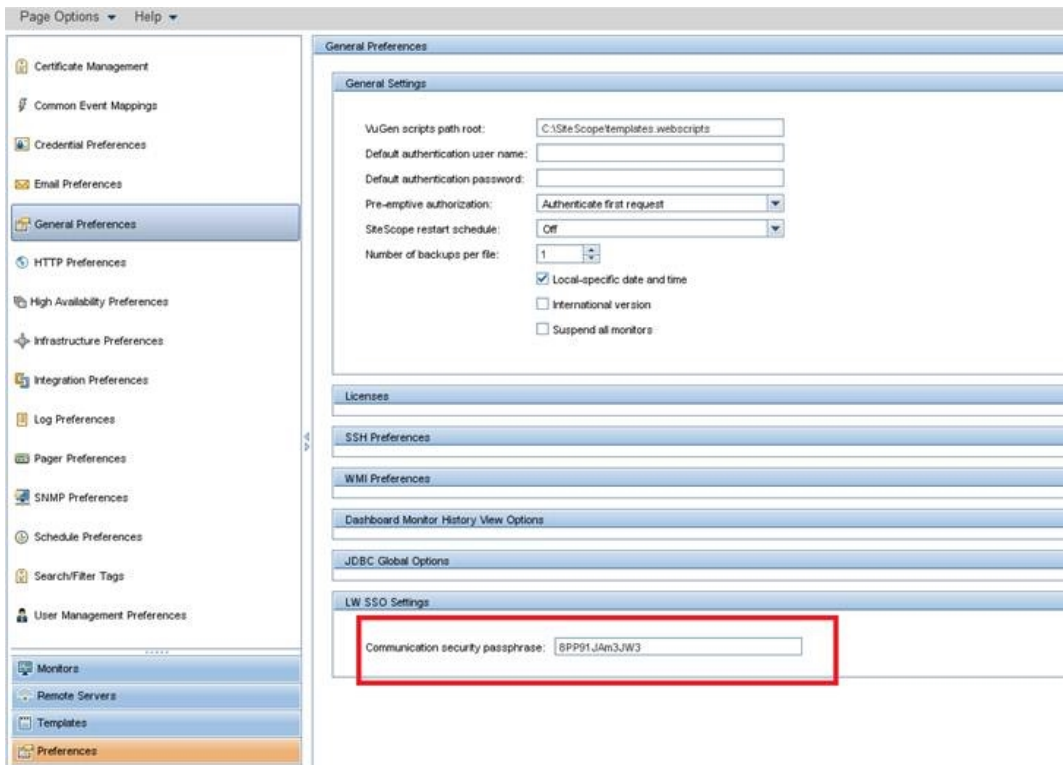 Page Options Help
Certificate Management
Common Event Mappings
Credential Preferences
Email Preferences
General Preferences
HTTP Preferences
High Availability Preferences
Infrastructure Preferences
Integration Preferences
Log Preferences
Pager Preferences
SNMP Preferences
Schedule Preferences
Search/Filter Tags
User Management Preferences
Monitors
Remote Servers
Templates
Preferences
General Preferences
General Settings
VuGen scripts path root: C:\SiteScope\templates.webscripts
Default authentication user name:
Default authentication password:
Pre-emptive authorization: Authenticate first request
SiteScope restart schedule: Off
Number of backups per file: 1
Local-specific date and time
International version
Suspend all monitors
Licenses
SSH Preferences
WMI Preferences
Dashboard Monitor History View Options
JDBC Global Options
LW SSO Settings
Communication security passphrase: 8PP91JAm3JW3